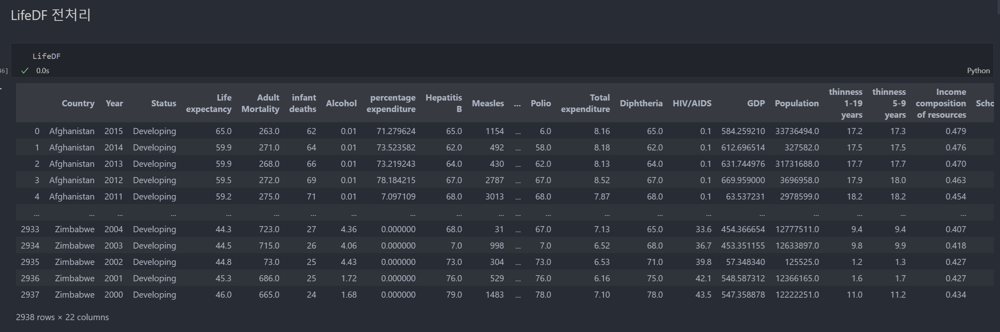 LifeDF 전처리
LifeDF
46]
0.0s
Python
Country Year Status Life expectancy Adult Mortality infant deaths Alcohol percentage expenditure Hepatitis B Measles ... Polio Total expenditure Diphtheria HIV/AIDS GDP Population thinness 1-19 years thinness 5-9 years Income composition of resources Scho
0 Afghanistan 2015 Developing 65.0 263.0 62 0.01 71.279624 65.0 1154 ... 6.0 8.16 65.0 0.1 584.259210 33736494.0 17.2 17.3 0.479
1 Afghanistan 2014 Developing 59.9 271.0 64 0.01 73.523582 62.0 492 ... 58.0 8.18 62.0 0.1 612.696514 327582.0 17.5 17.5 0.476
2 Afghanistan 2013 Developing 59.9 268.0 66 0.01 73.219243 64.0 430 ... 62.0 8.13 64.0 0.1 631.744976 31731688.0 17.7 17.7 0.470
3 Afghanistan 2012 Developing 59.5 272.0 69 0.01 78.184215 67.0 2787 ... 67.0 8.52 67.0 0.1 669.959000 3696958.0 17.9 18.0 0.463
4 Afghanistan 2011 Developing 59.2 275.0 71 0.01 7.097109 68.0 3013 ... 68.0 7.87 68.0 0.1 63.537231 2978599.0 18.2 18.2 0.454
... ... ... ... ... ... ... ... ... ... ... ... ... ... ... ... ... ... ... ... ...
2933 Zimbabwe 2004 Developing 44.3 723.0 27 4.36 0.000000 68.0 31 ... 67.0 7.13 65.0 33.6 454.366654 12777511.0 9.4 9.4 0.407
2934 Zimbabwe 2003 Developing 44.5 715.0 26 4.06 0.000000 7.0 998 ... 7.0 6.52 68.0 36.7 453.351155 12633897.0 9.8 9.9 0.418
2935 Zimbabwe 2002 Developing 44.8 73.0 25 4.43 0.000000 73.0 304 ... 73.0 6.53 71.0 39.8 57.348340 125525.0 1.2 1.3 0.427
2936 Zimbabwe 2001 Developing 45.3 686.0 25 1.72 0.000000 76.0 529 ... 76.0 6.16 75.0 42.1 548.587312 12366165.0 1.6 1.7 0.427
2937 Zimbabwe 2000 Developing 46.0 665.0 24 1.68 0.000000 79.0 1483 ... 78.0 7.10 78.0 43.5 547.358878 12222251.0 11.0 11.2 0.434
2938 rows × 22 columns